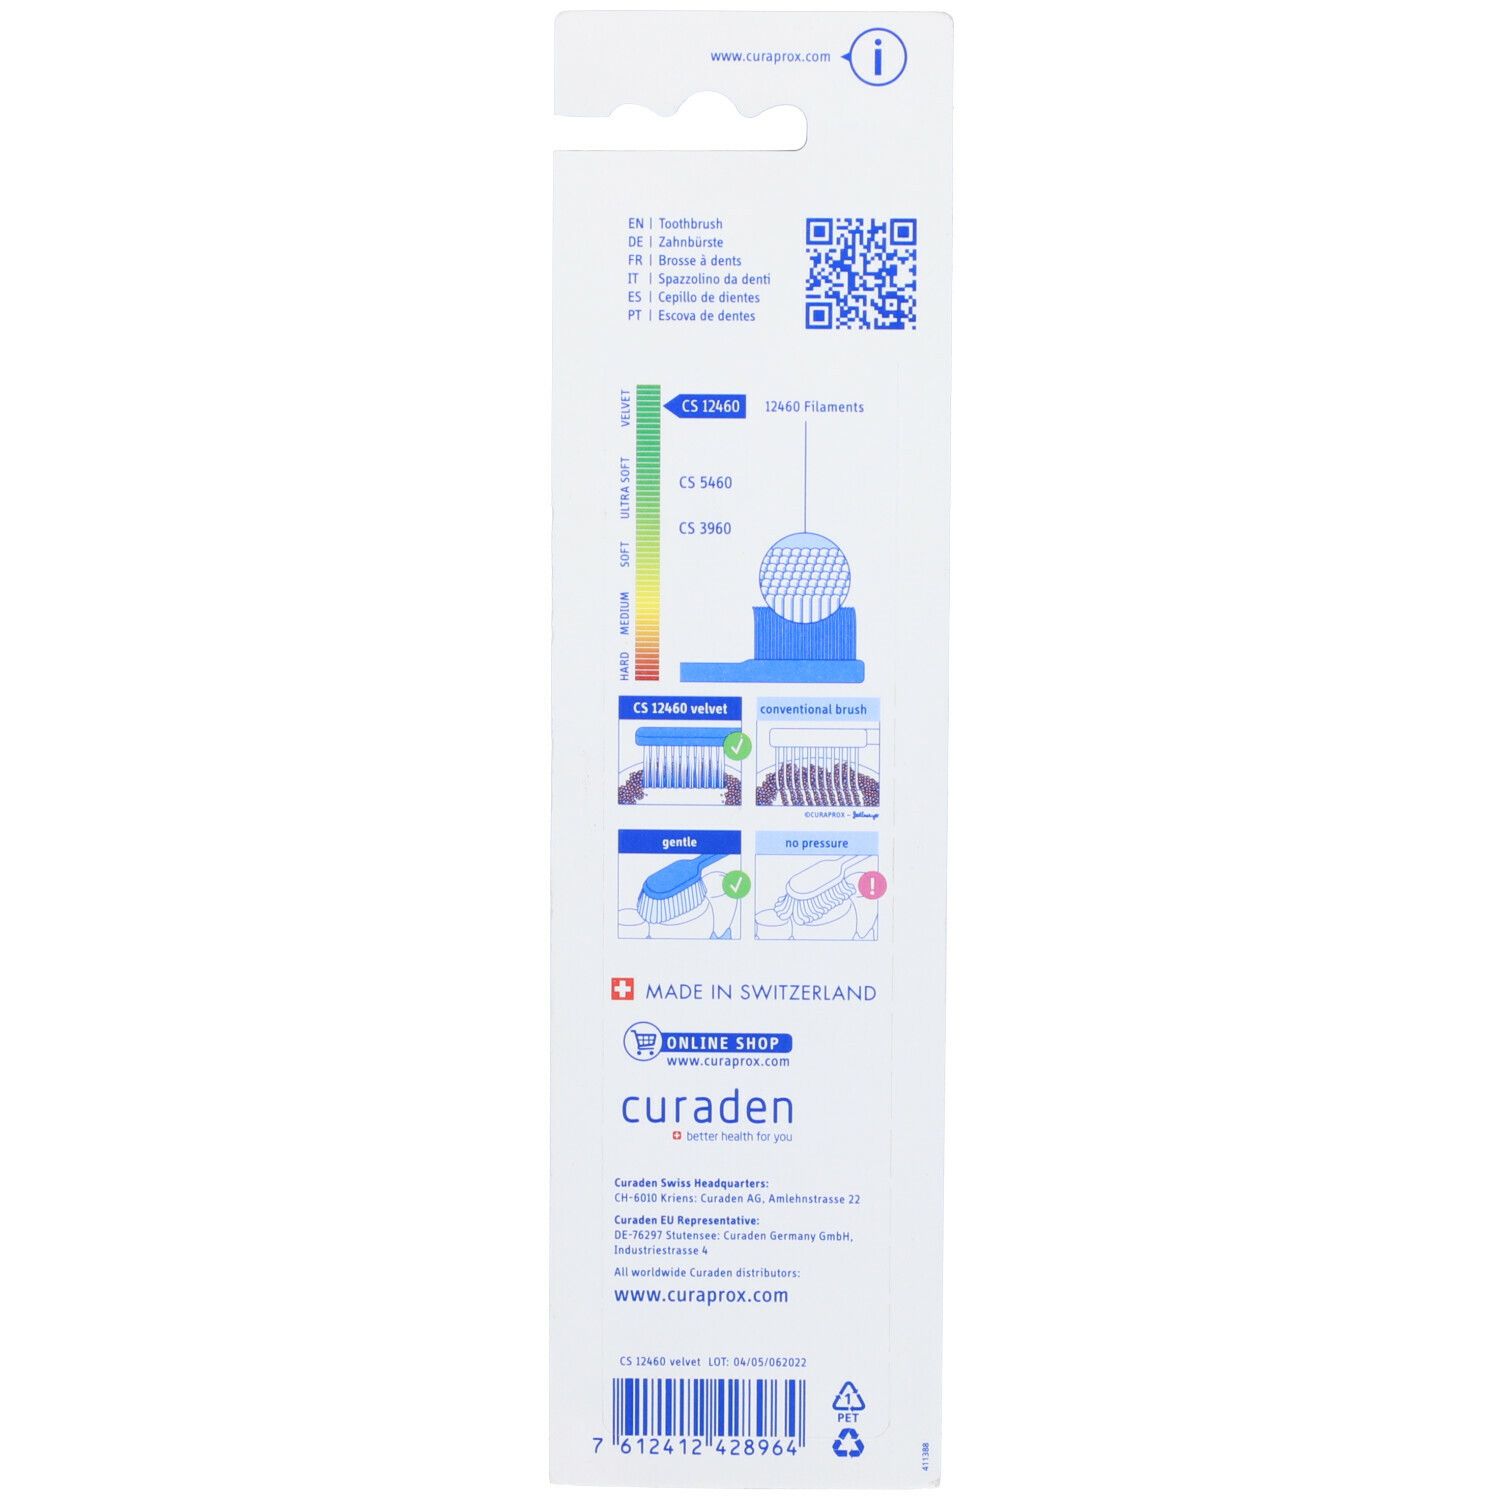 www.curaprox.com
i
EN | Toothbrush
DE | Zahnbürste
FR | Brosse à dents
IT | Spazzolino da denti
ES | Cepillo de dientes
PT | Escova de dentes
VELVET
ULTRA SOFT
SOFT
MEDIUM
HARD
CS 12460
12460 Filaments
CS 5460
CS 3960
CS 12460 velvet
conventional brush
©CURAPROX –
gentle
no pressure
!
MADE IN SWITZERLAND
ONLINE SHOP
www.curaprox.com
curaden
better health for you
Curaden Swiss Headquarters:
CH-6010 Kriens: Curaden AG, Amlehnstrasse 22
Curaden EU Representative:
DE-76297 Stutensee: Curaden Germany GmbH,
Industriestrasse 4
All worldwide Curaden distributors:
www.curaprox.com
CS 12460 velvet LOT: 04/05/062022
7 612412 428964
1
PET
411388